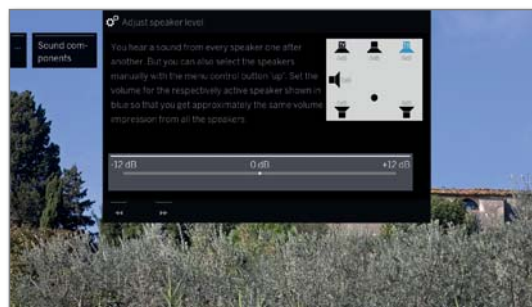 Adjust speaker level
...
Sound com-
ponents
You hear a sound from every speaker one after
another. But you can also select the speakers
manually with the menu control button 'up'. Set the
volume for the respectively active speaker shown in
blue so that you get approximately the same volume
impression from all the speakers.
-12 dB 0 dB +12 dB